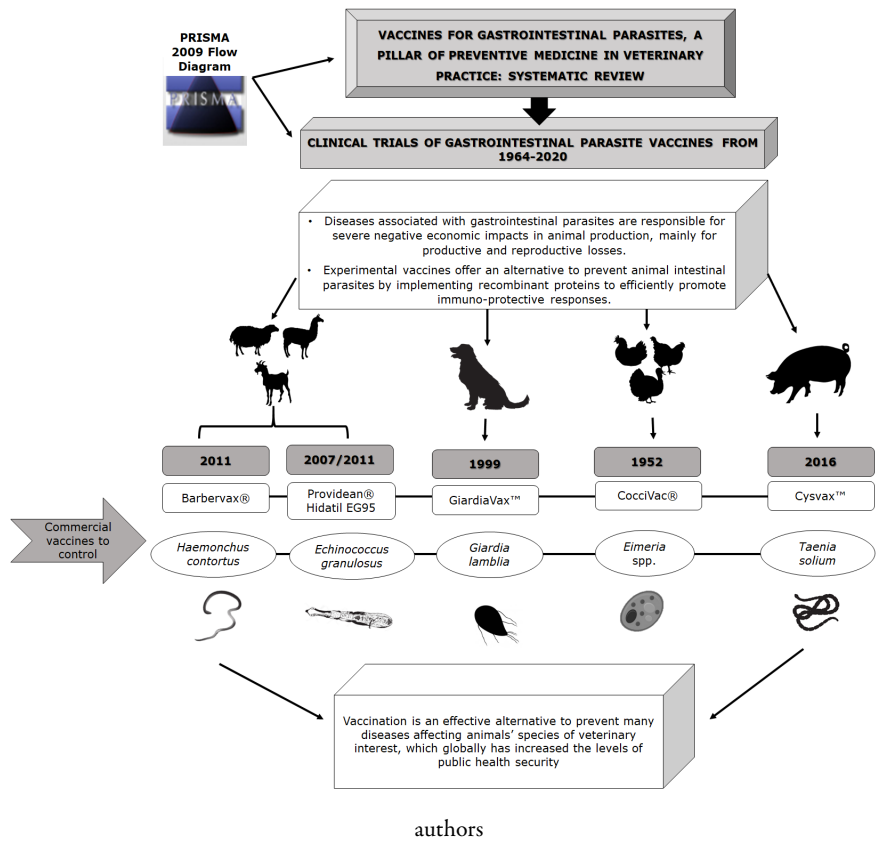 PRISMA
2009 Flow
Diagram
PRISMA
VACCINES FOR GASTROINTESTINAL PARASITES, A
PILLAR OF PREVENTIVE MEDICINE IN VETERINARY
PRACTICE: SYSTEMATIC REVIEW
CLINICAL TRIALS OF GASTROINTESTINAL PARASITE VACCINES FROM
1964-2020
• Diseases associated with gastrointestinal parasites are responsible for
severe negative economic impacts in animal production, mainly for
productive and reproductive losses.
• Experimental vaccines offer an alternative to prevent animal intestinal
parasites by implementing recombinant proteins to efficiently promote
immuno-protective responses.
2011
2007/2011
1999
1952
2016
Barbervax®
Providean®
Hidatil EG95
GiardiaVax™
CocciVac®
Cysvax™
Commercial
vaccines to
control
Haemonchus
contortus
Echinococcus
granulosus
Giardia
lamblia
Eimeria
spp.
Taenia
solium
Vaccination is an effective alternative to prevent many
diseases affecting animals’ species of veterinary
interest, which globally has increased the levels of
public health security
authors